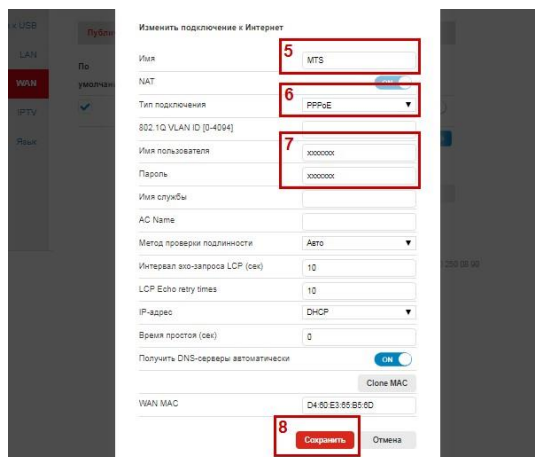 USB
LAN
WAN
IPTV
Язык
По
умолчан
Изменить подключение к Интернет
5
Имя MTS
NAT ON
6
Тип подключения PPPoE
802.1Q VLAN ID [0-4094]
7
Имя пользователя xxxxxxx
Пароль xxxxxxx
Имя службы
AC Name
Метод проверки подлинности Авто
Интервал эхо-запроса LCP (сек) 10
LCP Echo retry times 10
IP-адрес DHCP
Время простоя (сек) 0
Получить DNS-серверы автоматически ON
Clone MAC
WAN MAC D4:60:E3:65:B5:6D
8
Сохранить Отмена